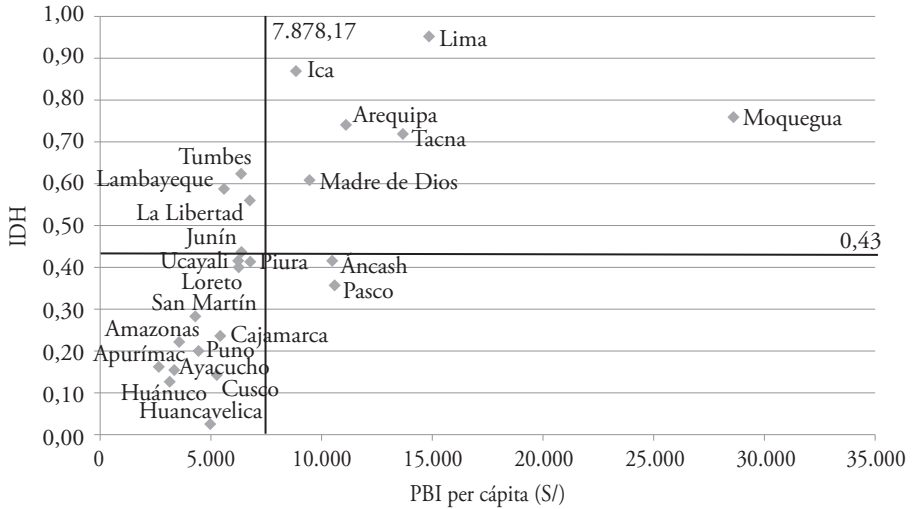 1,00
7.878,17
Lima
0,90
Ica
0,80
Arequipa
Moquegua
0,70
Tacna
Tumbes
0,60
Lambayeque
Madre de Dios
La Libertad
0,50
Junín
0,43
IDH
0,40
Ucayali
Piura
Áncash
Loreto
Pasco
0,30
San Martín
Amazonas
Cajamarca
0,20
Apurímac
Puno
Ayacucho
0,10
Huánuco
Cusco
Huancavelica
0,00
0 5.000 10.000 15.000 20.000 25.000 30.000 35.000
PBI per cápita (S/)